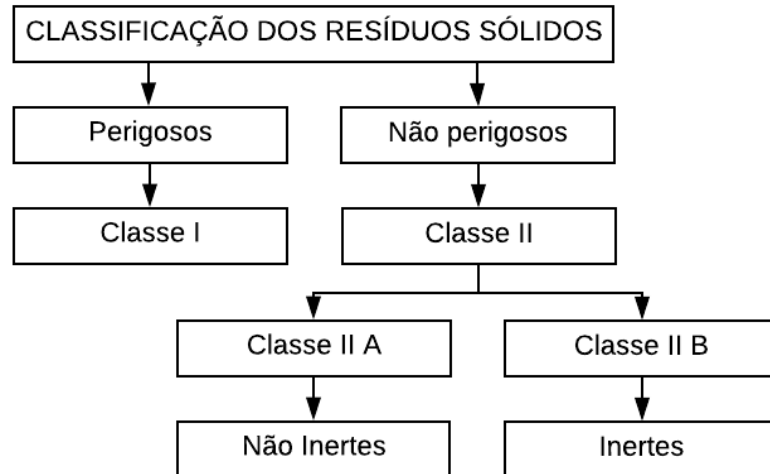 CLASSIFICAÇÃO DOS RESÍDUOS SÓLIDOS
Perigosos
Não perigosos
Classe I
Classe II
Classe II A
Classe II B
Não Inertes
Inertes